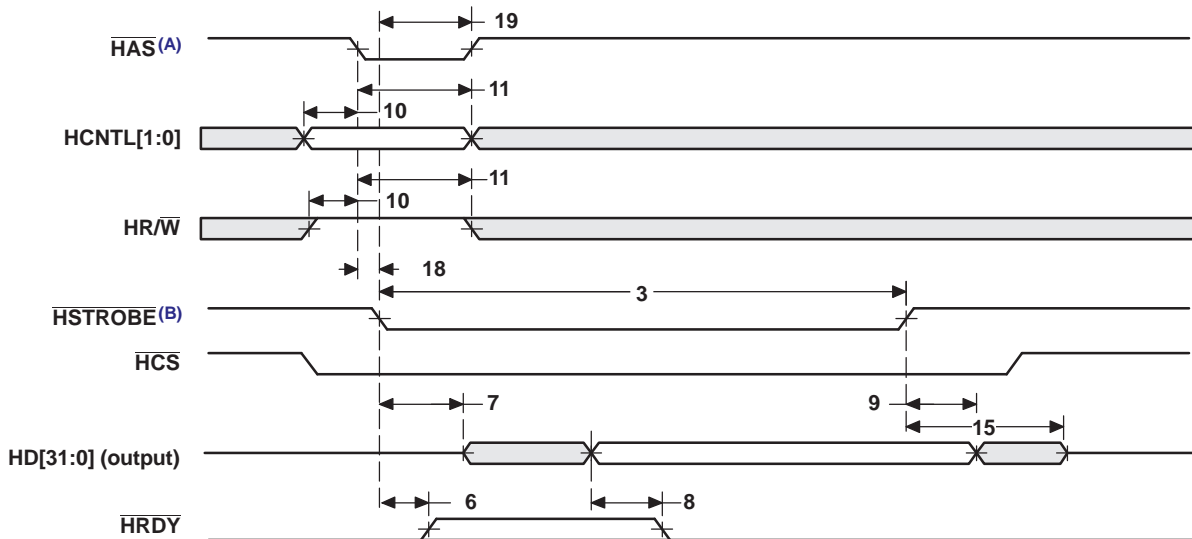 19
HAS(A)
11
10
HCNTL[1:0]
11
10
HR/W
18
3
HSTROBE(B)
HCS
7
9
15
HD[31:0] (output)
6
8
HRDY